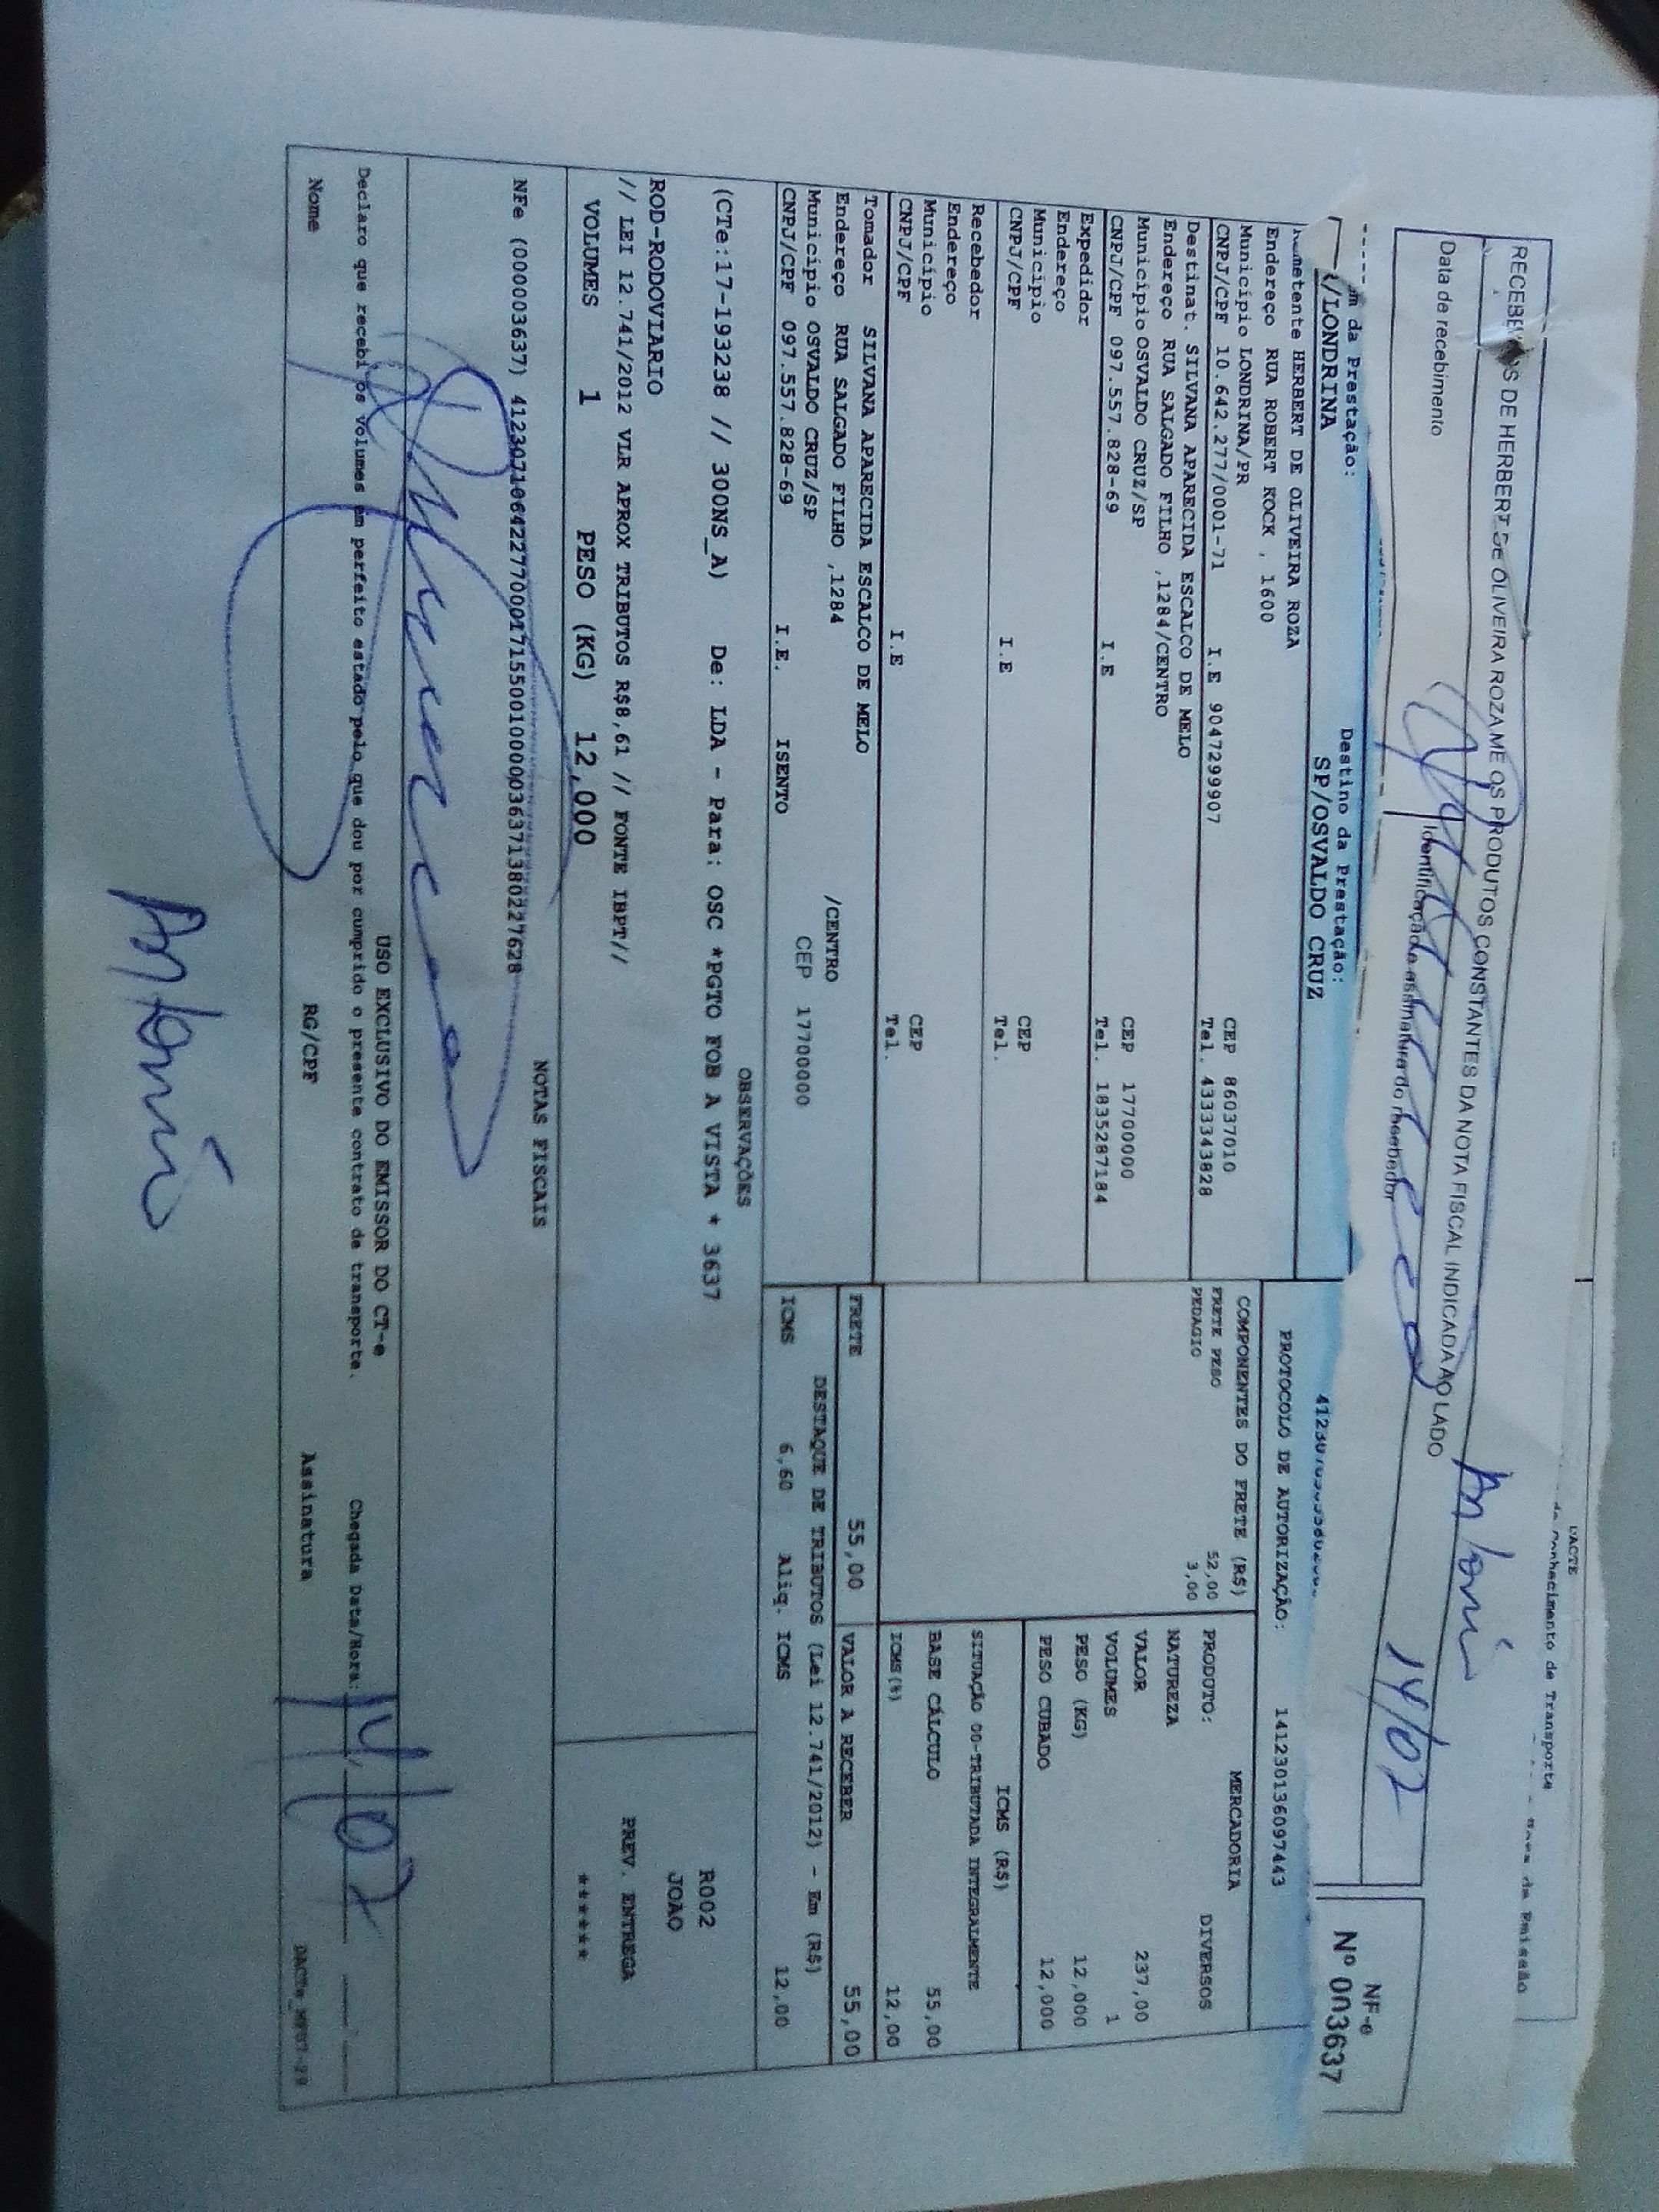 DACTE
de Conhecimento de Transporte
de Emissão
DE HERBERT DE OLIVEIRA ROZA ME OS PRODUTOS CONSTANTES DA NOTA FISCAL INDICADA AO LADO
Antoni
14/02
Data de recebimento
Identificação e assinatura do recebedor
NF-e
Nº 003637
da Prestação:
Destino da Prestação:
/LONDRINA
SP/OSVALDO CRUZ
PROTOCOLO DE AUTORIZAÇÃO: 141230136097443
HERBERT DE OLIVEIRA ROZA
Endereço RUA ROBERT KOCK , 1600
Município LONDRINA/PR CEP 86037010
CNPJ/CPF 10.642.277/0001-71 I.E 9047299907 Tel. 4333343828
Destinat. SILVANA APARECIDA ESCALCO DE MELO
Endereço RUA SALGADO FILHO ,1284/CENTRO
Município OSVALDO CRUZ/SP CEP 17700000
CNPJ/CPF 097.557.828-69 I.E Tel. 1835287184
Expedidor
Endereço
Município CEP
CNPJ/CPF I.E Tel.
Recebedor
Endereço
Município CEP
CNPJ/CPF I.E Tel.
Tomador SILVANA APARECIDA ESCALCO DE MELO
Endereço RUA SALGADO FILHO ,1284 /CENTRO
Município OSVALDO CRUZ/SP CEP 17700000
CNPJ/CPF 097.557.828-69 I.E. ISENTO
COMPONENTES DO FRETE (R$)
FRETE PESO 52,00
PEDAGIO 3,00
MERCADORIA
PRODUTO: DIVERSOS
NATUREZA
VALOR 237,00
VOLUMES 1
PESO (KG) 12,000
PESO CUBADO 12,000
ICMS (R$)
SITUAÇÃO 00-TRIBUTADA INTEGRALMENTE
BASE CÁLCULO 55,00
ICMS(%) 12,00
FRETE 55,00 VALOR A RECEBER 55,00
DESTAQUE DE TRIBUTOS (Lei 12.741/2012) - Em (R$)
ICMS 6,60 Aliq. ICMS 12,00
OBSERVAÇÕES
(CTe:17-193238 // 300NS_A) De: LDA - Para: OSC *PGTO FOB A VISTA * 3637
ROD-RODOVIARIO
// LEI 12.741/2012 VLR APROX TRIBUTOS R$8,61 // FONTE IBPT//
R002
JOAO
PREV. ENTREGA
******
VOLUMES 1 PESO (KG) 12,000
NOTAS FISCAIS
NFe (000003637) 41230710642277000171550010000036371380227628
USO EXCLUSIVO DO EMISSOR DO CT-e
Declaro que recebi os volumes em perfeito estado pelo que dou por cumprido o presente contrato de transporte.
Chegada Data/Hora: 14/02
Nome RG/CPF Assinatura
Antoni